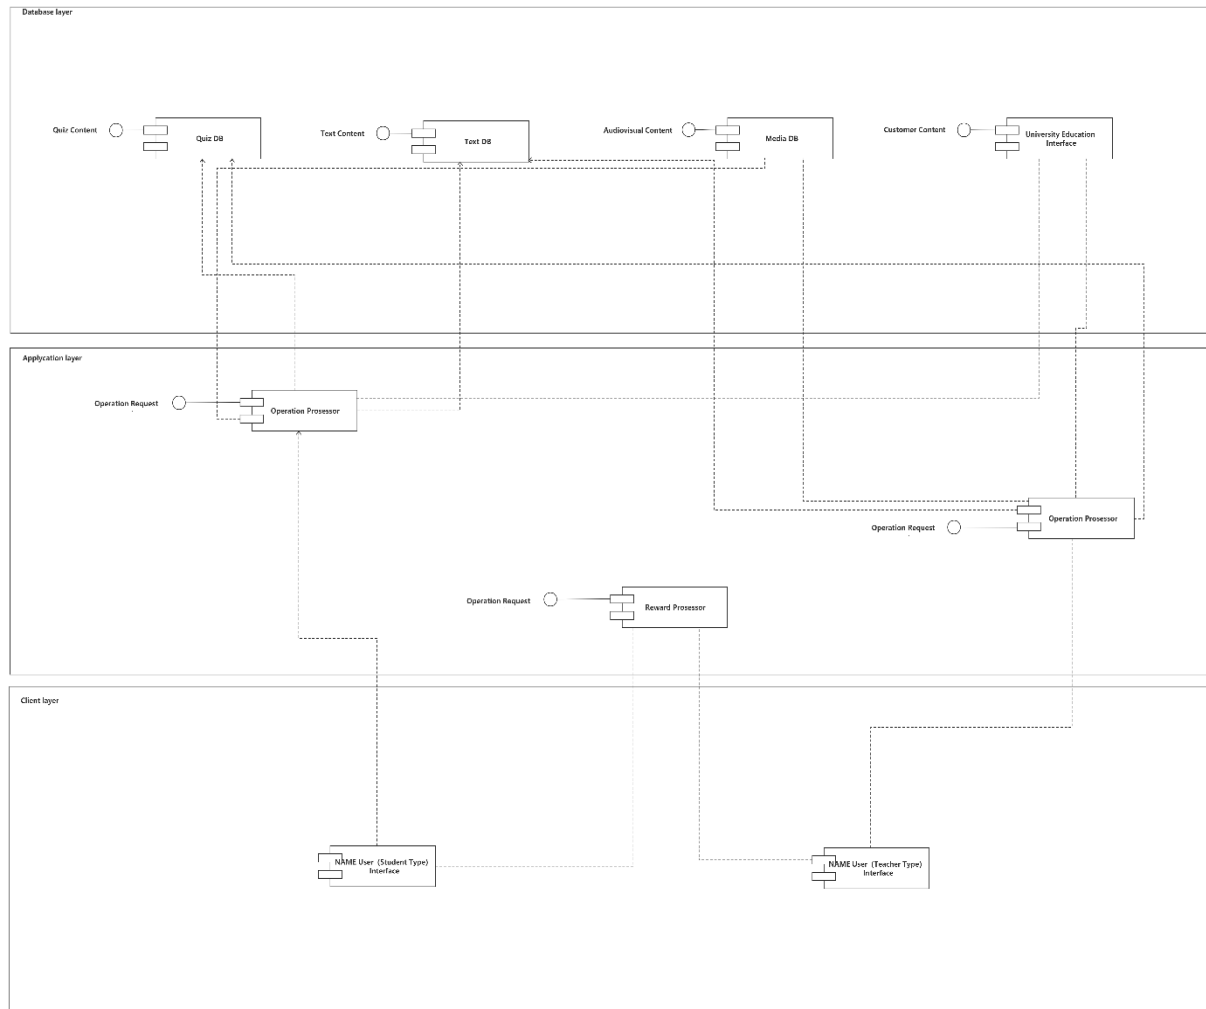 Database layer
Quiz Content
Quiz DB
Text Content
Text DB
Audiovisual Content
Media DB
Customer Content
University Education
Interface
Applycation layer
Operation Request
Operation Prosessor
Operation Request
Operation Prosessor
Operation Request
Reward Prosessor
Client layer
NAME User (Student Type)
Interface
NAME User (Teacher Type)
Interface